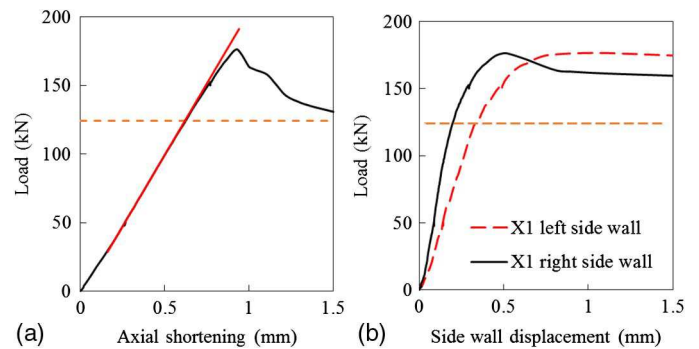 200
150
100
50
0
Load (kN)
0 0.5 1 1.5
(a) Axial shortening (mm)
200
150
100
50
0
Load (kN)
X1 left side wall
X1 right side wall
0 0.5 1 1.5
(b) Side wall displacement (mm)